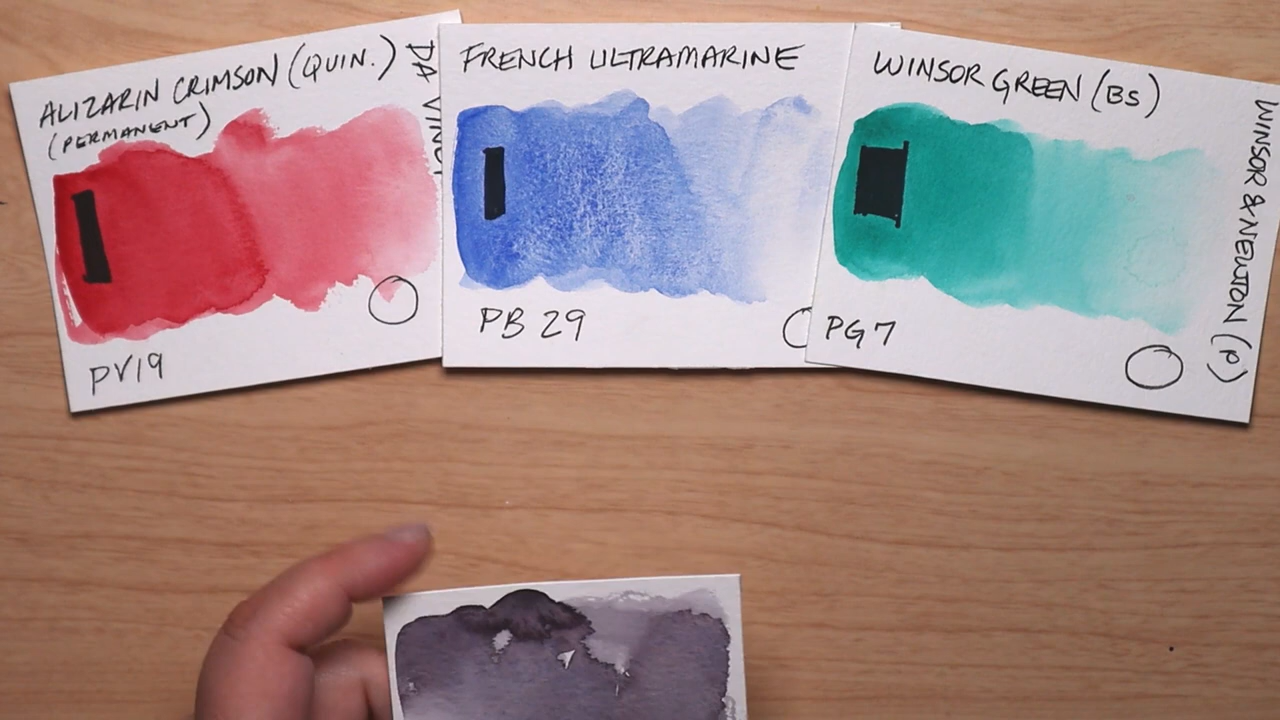 ALIZARIN CRIMSON (QUIN.)
(PERMANENT)
PV19
FRENCH ULTRAMARINE
PB 29
WINSOR GREEN (BS)
PG7
WINSOR & NEWTON (P)